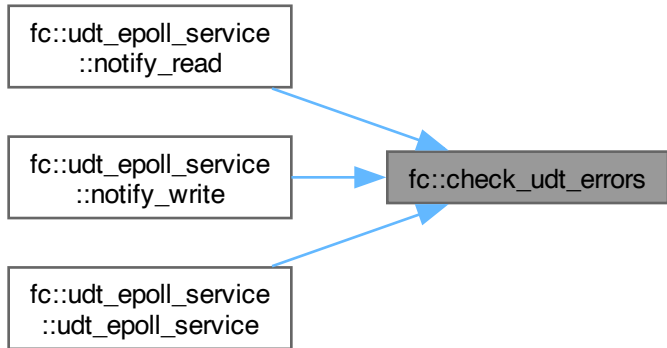 fc::udt_epoll_service
::notify_read
fc::udt_epoll_service
::notify_write
fc::check_udt_errors
fc::udt_epoll_service
::udt_epoll_service